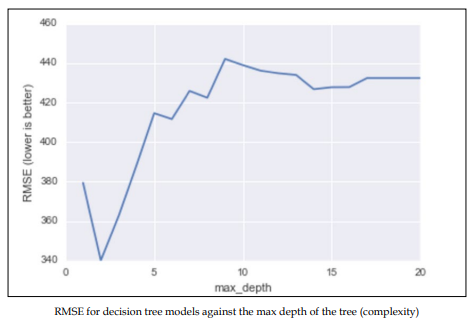 460
440
420
400
380
360
340
RMSE (lower is better)
0 5 10 15 20
max_depth
RMSE for decision tree models against the max depth of the tree (complexity)